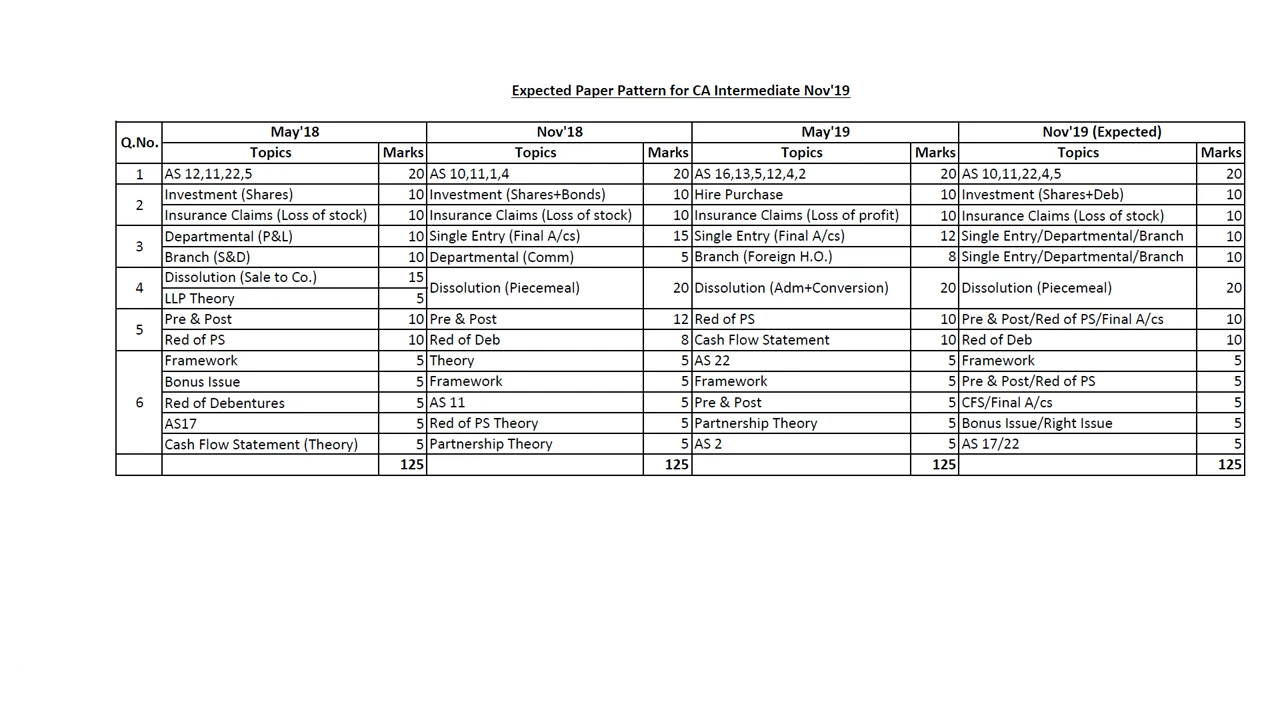 Expected Paper Pattern for CA Intermediate Nov'19
Q.No. May'18 Nov'18 May'19 Nov'19 (Expected)
Topics Marks Topics Marks Topics Marks Topics Marks
1 AS 12,11,22,5 20 AS 10,11,1,4 20 AS 16,13,5,12,4,2 20 AS 10,11,22,4,5 20
2 Investment (Shares) 10 Investment (Shares+Bonds) 10 Hire Purchase 10 Investment (Shares+Deb) 10
Insurance Claims (Loss of stock) 10 Insurance Claims (Loss of stock) 10 Insurance Claims (Loss of profit) 10 Insurance Claims (Loss of stock) 10
3 Departmental (P&L) 10 Single Entry (Final A/cs) 15 Single Entry (Final A/cs) 12 Single Entry/Departmental/Branch 10
Branch (S&D) 10 Departmental (Comm) 5 Branch (Foreign H.O.) 8 Single Entry/Departmental/Branch 10
4 Dissolution (Sale to Co.) 15 Dissolution (Piecemeal) 20 Dissolution (Adm+Conversion) 20 Dissolution (Piecemeal) 20
LLP Theory 5
5 Pre & Post 10 Pre & Post 12 Red of PS 10 Pre & Post/Red of PS/Final A/cs 10
Red of PS 10 Red of Deb 8 Cash Flow Statement 10 Red of Deb 10
6 Framework 5 Theory 5 AS 22 5 Framework 5
Bonus Issue 5 Framework 5 Framework 5 Pre & Post/Red of PS 5
Red of Debentures 5 AS 11 5 Pre & Post 5 CFS/Final A/cs 5
AS17 5 Red of PS Theory 5 Partnership Theory 5 Bonus Issue/Right Issue 5
Cash Flow Statement (Theory) 5 Partnership Theory 5 AS 2 5 AS 17/22 5
125 125 125 125